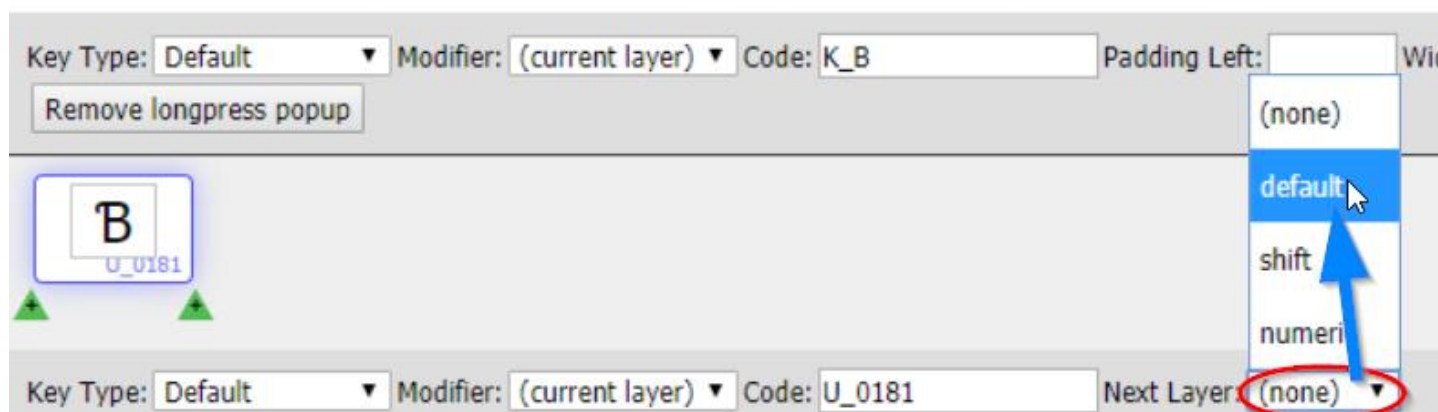 Key Type: Default Modifier: (current layer) Code: K_B Padding Left:
Remove longpress popup
(none)
default
Ɓ
U_0181
shift
Key Type: Default Modifier: (current layer) Code: U_0181 Next Layer: (none)